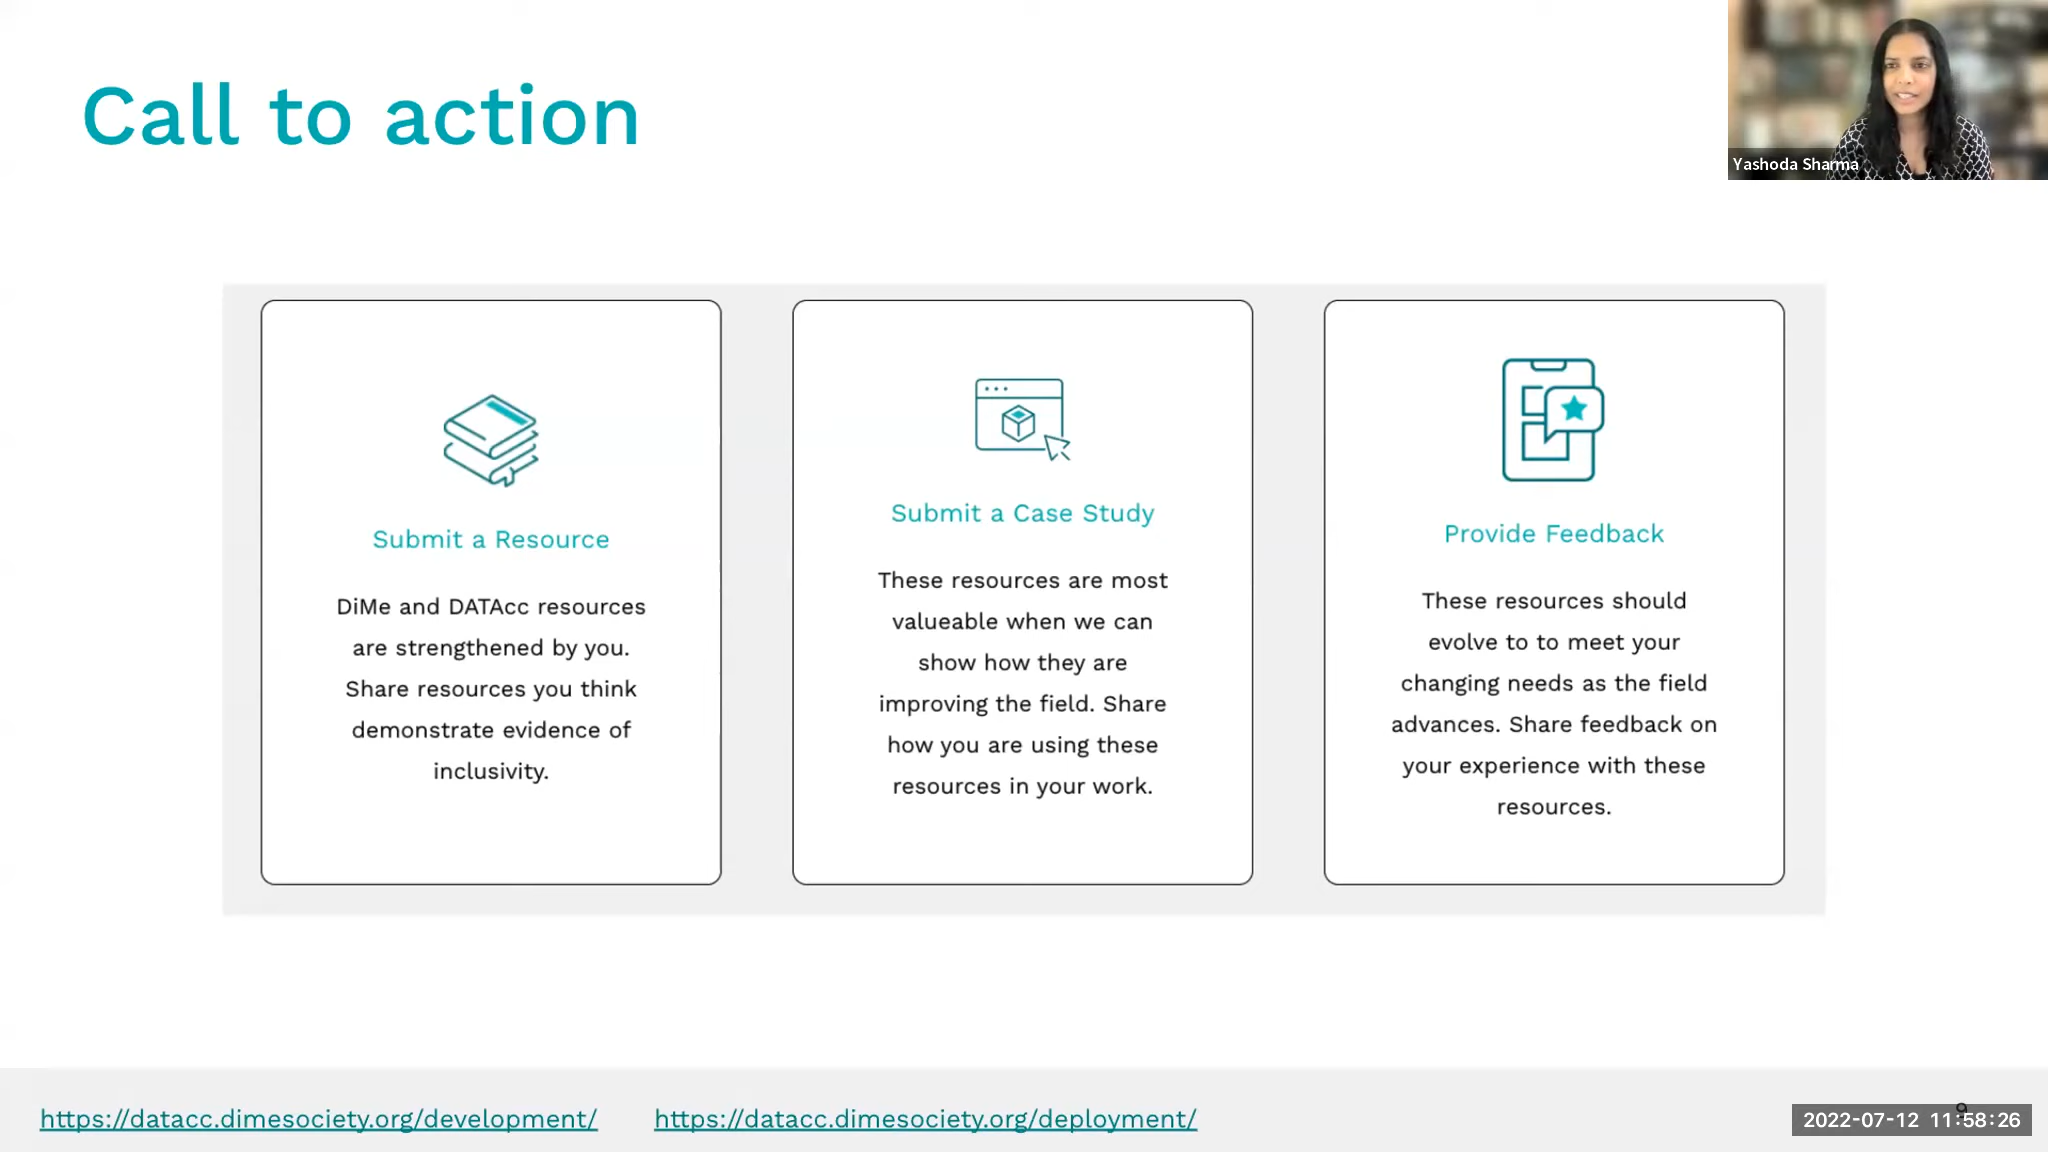 Call to action
Yashoda Sharma
Submit a Resource
DiMe and DATAcc resources
are strengthened by you.
Share resources you think
demonstrate evidence of
inclusivity.
Submit a Case Study
These resources are most
valueable when we can
show how they are
improving the field. Share
how you are using these
resources in your work.
Provide Feedback
These resources should
evolve to to meet your
changing needs as the field
advances. Share feedback on
your experience with these
resources.
https://datacc.dimesociety.org/development/
https://datacc.dimesociety.org/deployment/
9
2022-07-12 11:58:26